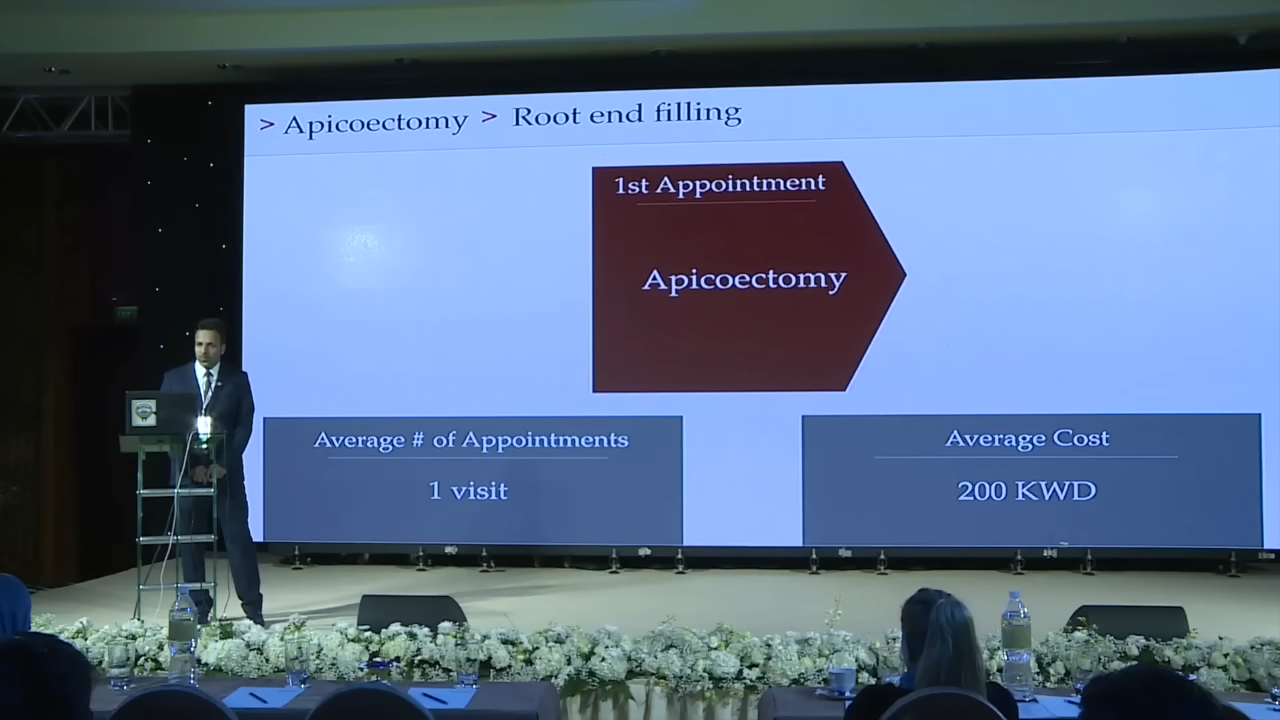 > Apicoectomy > Root end filling
1st Appointment
Apicoectomy
Average # of Appointments
1 visit
Average Cost
200 KWD